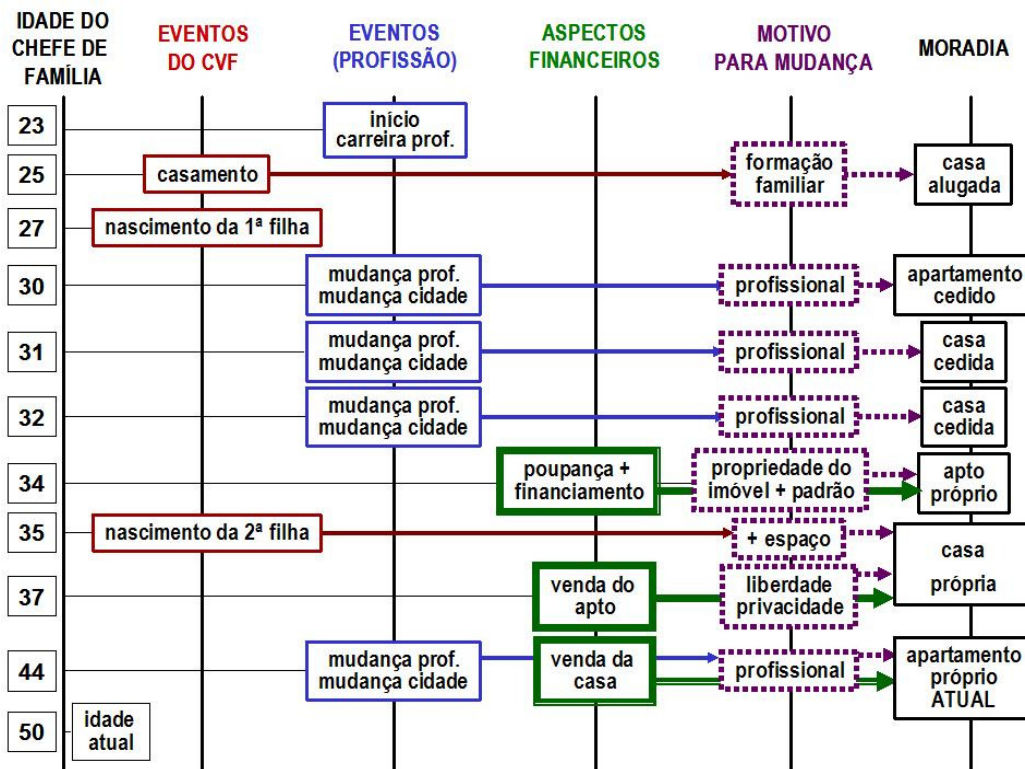 IDADE DO
CHEFE DE
FAMÍLIA
EVENTOS
DO CVF
EVENTOS
(PROFISSÃO)
ASPECTOS
FINANCEIROS
MOTIVO
PARA MUDANÇA
MORADIA
23
início
carreira prof.
25
casamento
formação
familiar
casa
alugada
27
nascimento da 1ª filha
30
mudança prof.
mudança cidade
profissional
apartamento
cedido
31
mudança prof.
mudança cidade
profissional
casa
cedida
32
mudança prof.
mudança cidade
profissional
casa
cedida
34
poupança +
financiamento
propriedade do
imóvel + padrão
apto
próprio
35
nascimento da 2ª filha
+ espaço
casa
própria
37
venda do
apto
liberdade
privacidade
44
mudança prof.
mudança cidade
venda da
casa
profissional
apartamento
próprio
ATUAL
50
idade
atual